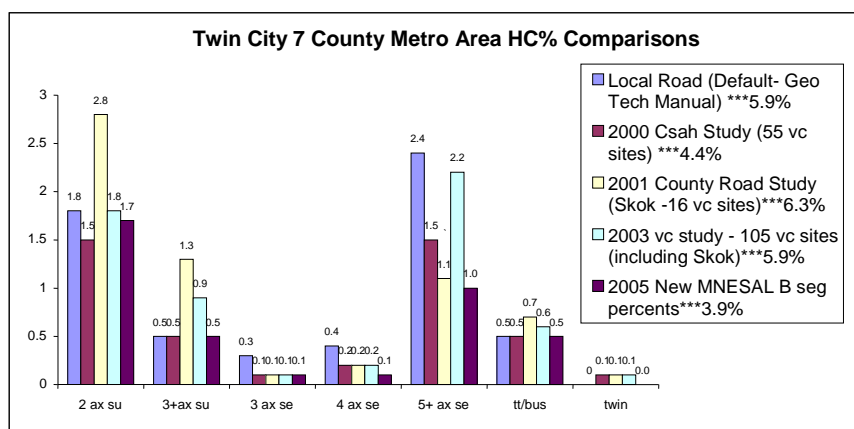 Twin City 7 County Metro Area HC% Comparisons
3
2.5
2
1.5
1
0.5
0
1.8
1.5
2.8
1.8
1.7
0.5
0.5
1.3
0.9
0.5
0.3
0.1
0.1
0.1
0.1
0.4
0.2
0.2
0.2
0.1
2.4
1.5
1.1
2.2
1.0
0.5
0.5
0.7
0.6
0.5
0
0.1
0.1
0.1
0.0
2 ax su
3+ax su
3 ax se
4 ax se
5+ ax se
tt/bus
twin
Local Road (Default- Geo
Tech Manual) ***5.9%
2000 Csah Study (55 vc
sites) ***4.4%
2001 County Road Study
(Skok -16 vc sites)***6.3%
2003 vc study - 105 vc sites
(including Skok)***5.9%
2005 New MNESAL B seg
percents***3.9%